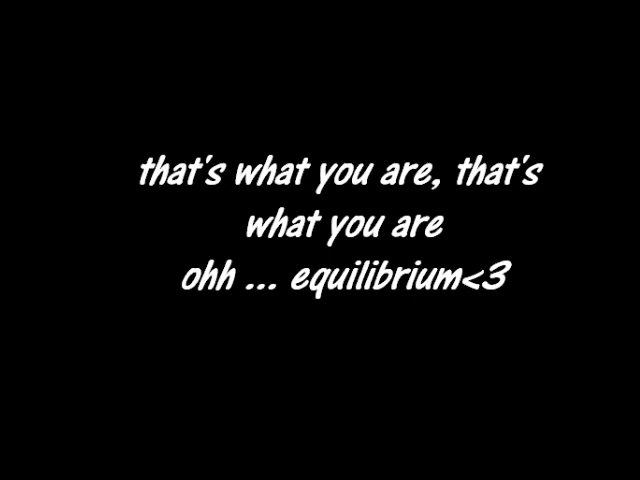 that's what you are, that's
what you are
ohh ... equilibrium<3